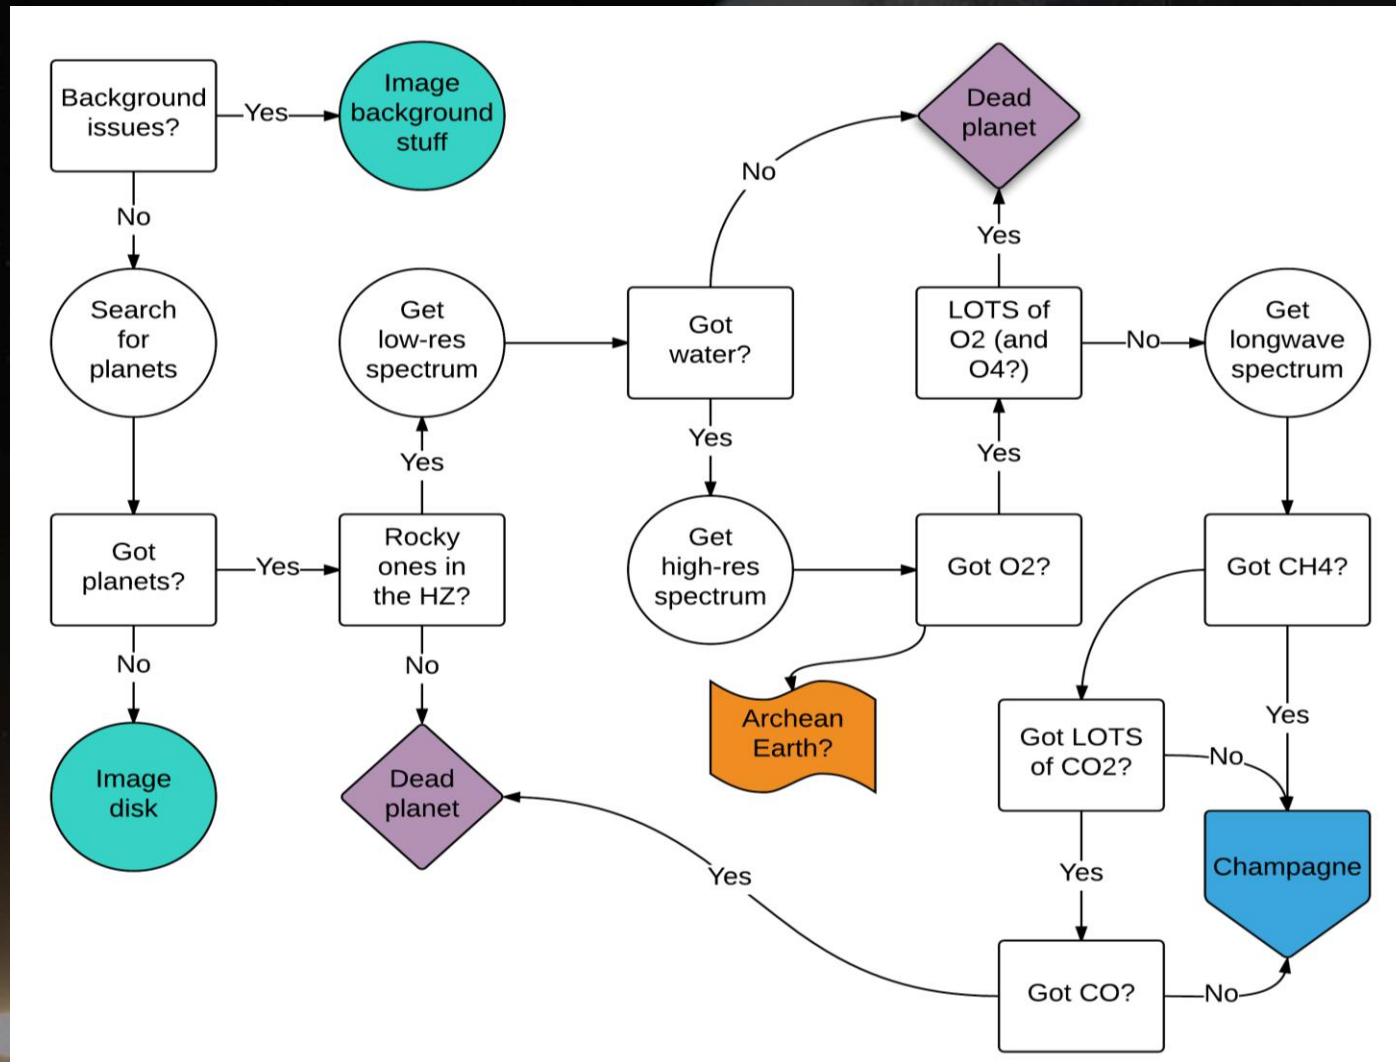 Background
issues?
Yes
Image
background
stuff
No
Search
for
planets
Got
planets?
Yes
No
Image
disk
Rocky
ones in
the HZ?
Yes
No
Dead
planet
Get
low-res
spectrum
Got
water?
No
Dead
planet
Yes
Get
high-res
spectrum
Got O2?
Archean
Earth?
Yes
LOTS of
O2 (and
O4?)
Yes
No
Get
longwave
spectrum
Got CH4?
Yes
Got LOTS
of CO2?
No
Yes
Champagne
Got CO?
No
Yes